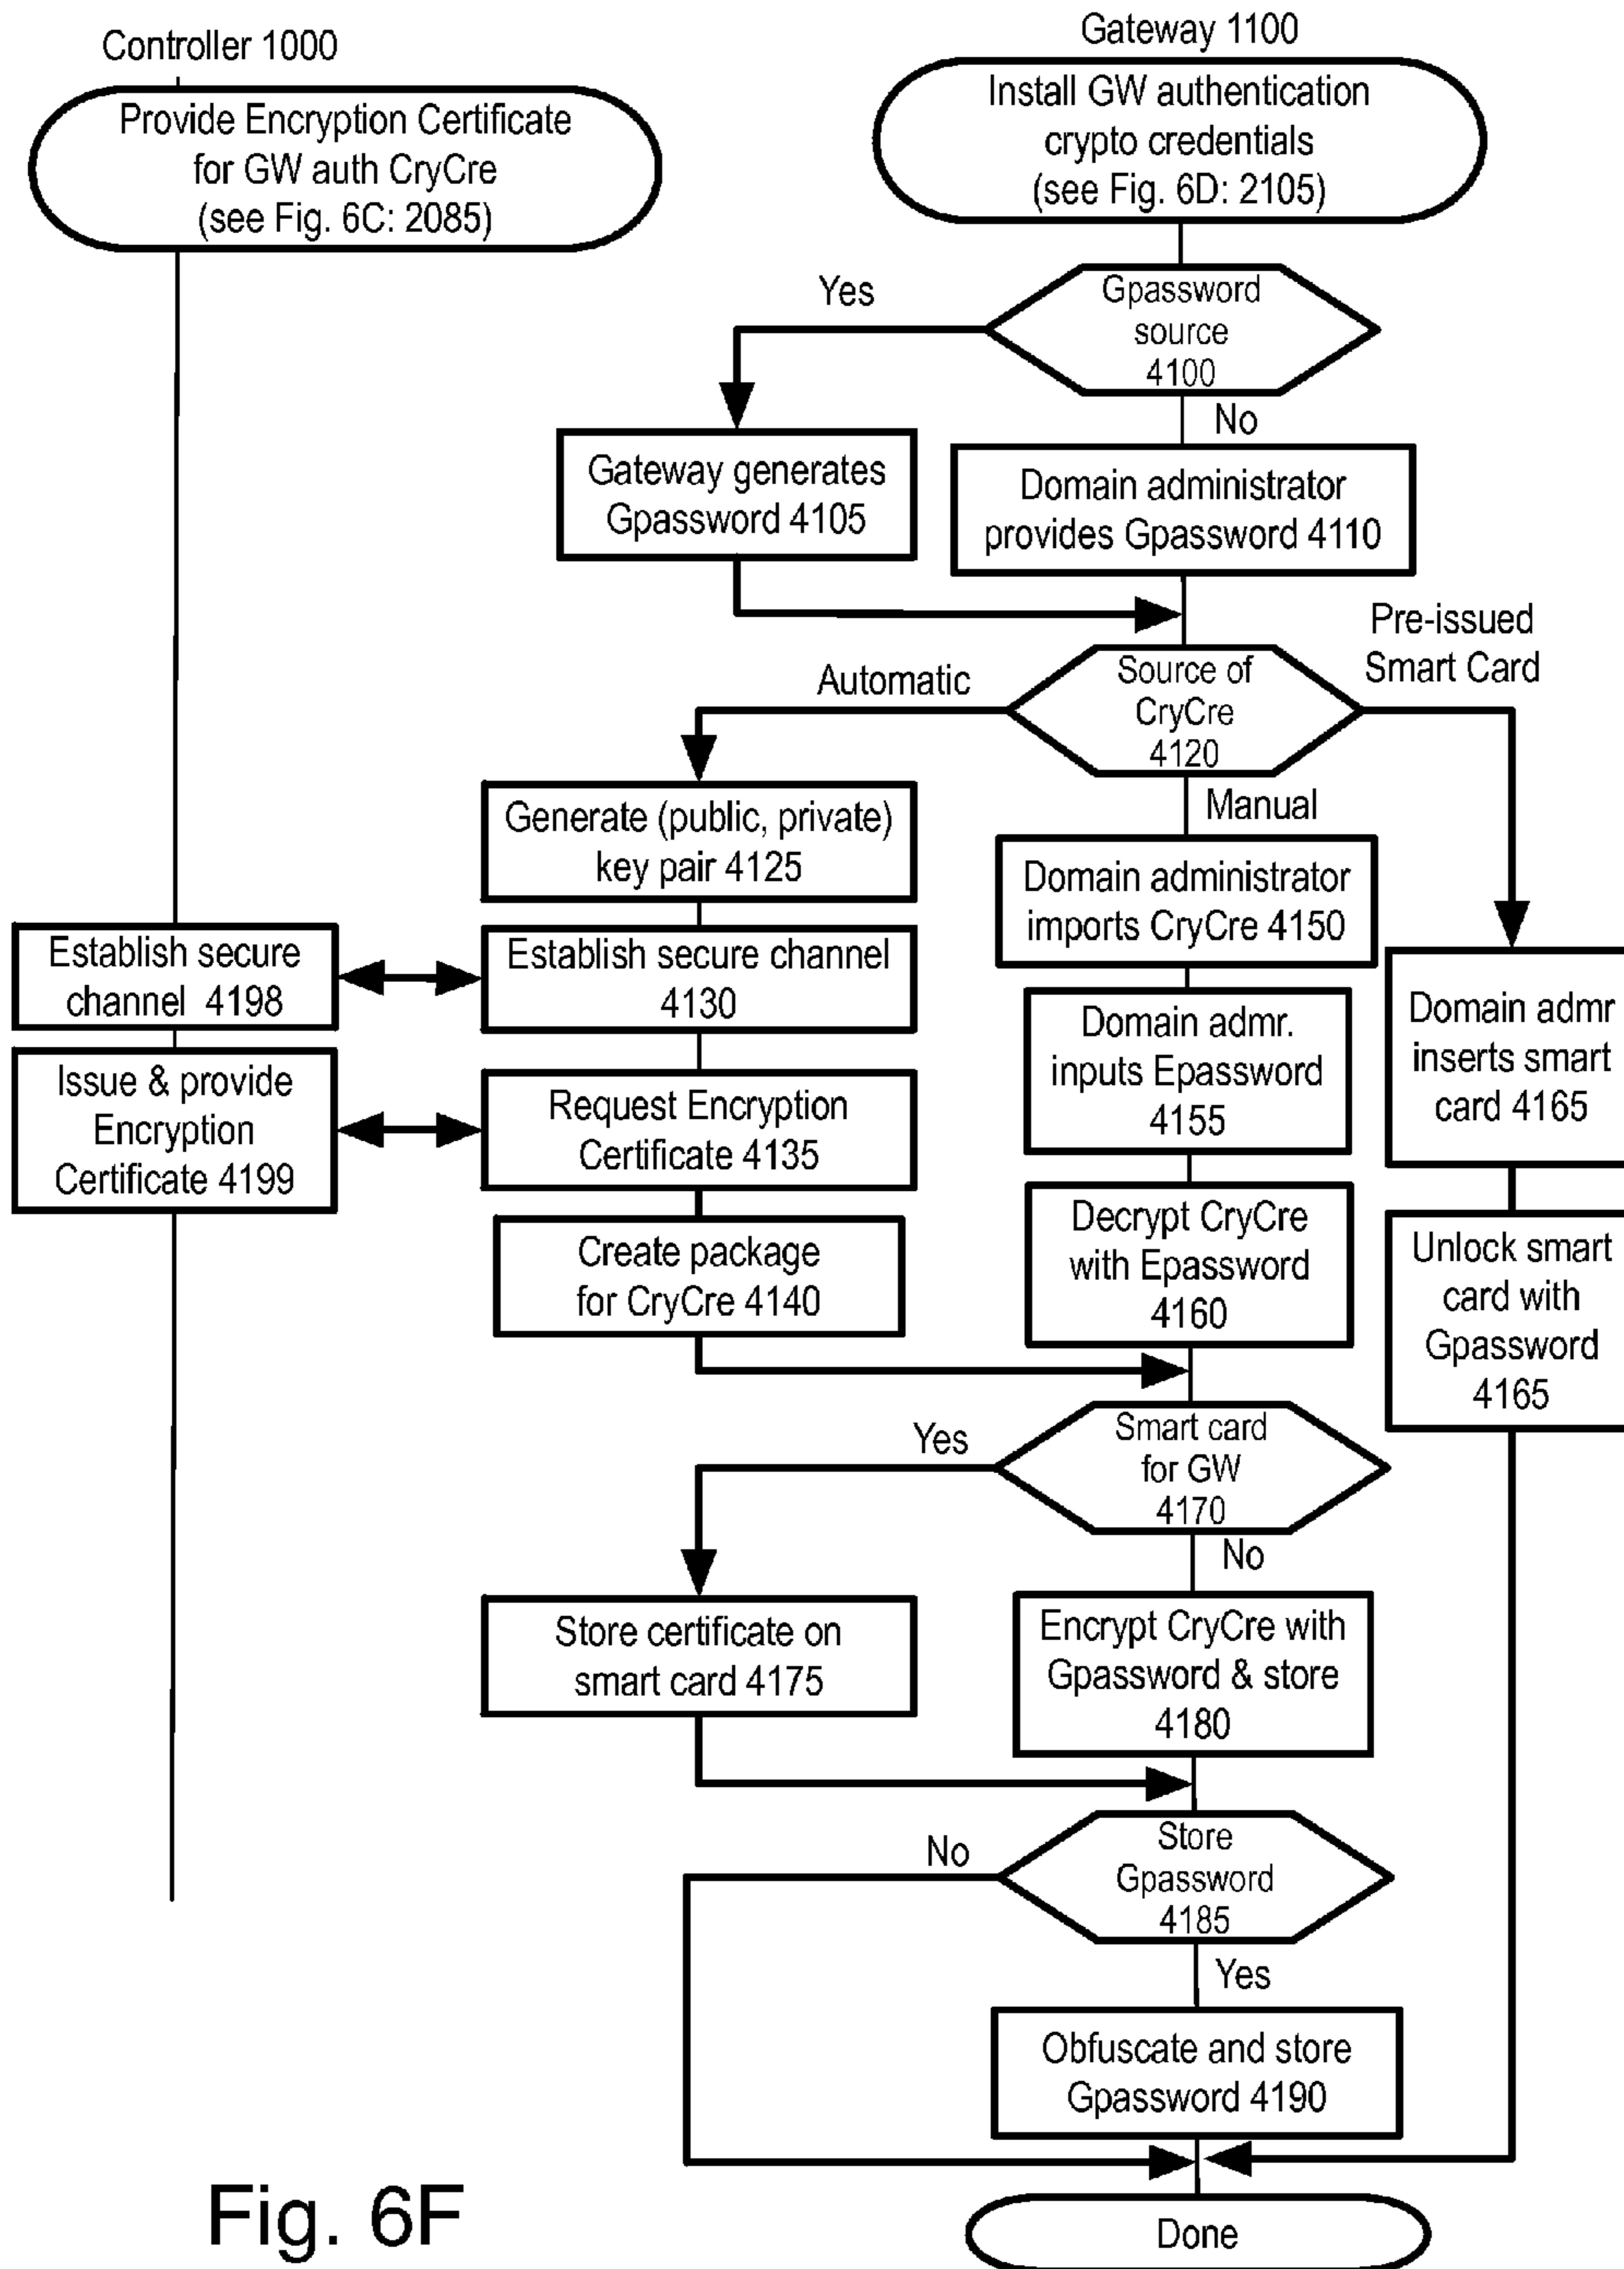 Controller 1000
Provide Encryption Certificate
for GW auth CryCre
(see Fig. 6C: 2085)
Gateway 1100
Install GW authentication
crypto credentials
(see Fig. 6D: 2105)
Gpassword
source
4100
Yes
No
Gateway generates
Gpassword 4105
Domain administrator
provides Gpassword 4110
Source of
CryCre
4120
Automatic
Manual
Pre-issued
Smart Card
Generate (public, private)
key pair 4125
Domain administrator
imports CryCre 4150
Establish secure
channel 4198
Establish secure channel
4130
Domain admr.
inputs Epassword
4155
Domain admr
inserts smart
card 4165
Issue & provide
Encryption
Certificate 4199
Request Encryption
Certificate 4135
Create package
for CryCre 4140
Decrypt CryCre
with Epassword
4160
Unlock smart
card with
Gpassword
4165
Smart card
for GW
4170
Yes
No
Store certificate on
smart card 4175
Encrypt CryCre with
Gpassword & store
4180
Store
Gpassword
4185
No
Yes
Obfuscate and store
Gpassword 4190
Done
Fig. 6F